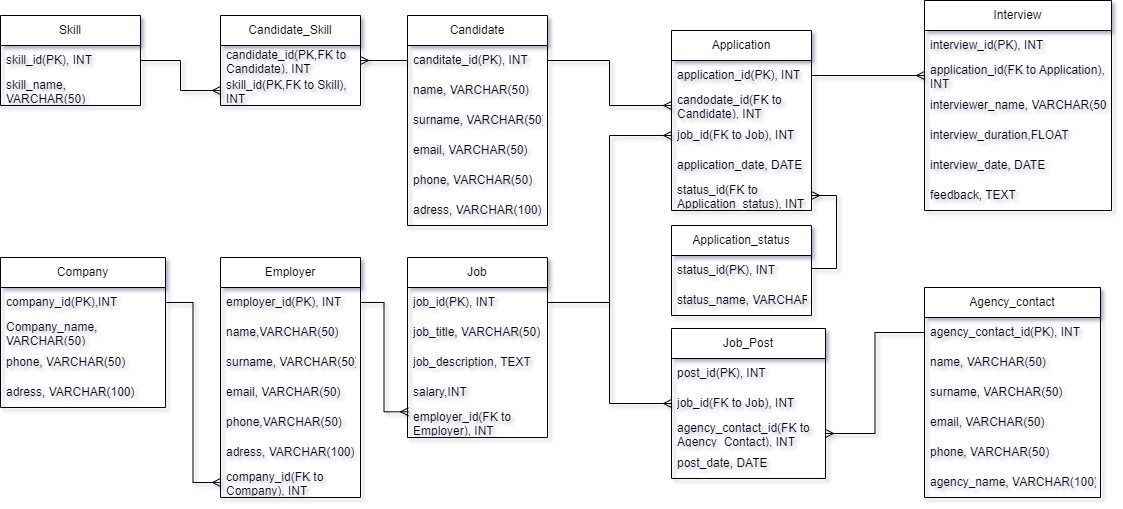 Skill
skill_id(PK), INT
skill_name,
VARCHAR(50)
Candidate_Skill
candidate_id(PK,FK to
Candidate), INT
skill_id(PK,FK to Skill),
INT
Candidate
canditate_id(PK), INT
name, VARCHAR(50)
surname, VARCHAR(50)
email, VARCHAR(50)
phone, VARCHAR(50)
adress, VARCHAR(100)
Application
application_id(PK), INT
candodate_id(FK to
Candidate), INT
job_id(FK to Job), INT
application_date, DATE
status_id(FK to
Application_status), INT
Interview
interview_id(PK), INT
application_id(FK to Application),
INT
interviewer_name, VARCHAR(50
interview_duration,FLOAT
interview_date, DATE
feedback, TEXT
Application_status
status_id(PK), INT
status_name, VARCHAR
Company
company_id(PK),INT
Company_name,
VARCHAR(50)
phone, VARCHAR(50)
adress, VARCHAR(100)
Employer
employer_id(PK), INT
name,VARCHAR(50)
surname, VARCHAR(50)
email, VARCHAR(50)
phone,VARCHAR(50)
adress, VARCHAR(100)
company_id(FK to
Company), INT
Job
job_id(PK), INT
job_title, VARCHAR(50)
job_description, TEXT
salary,INT
employer_id(FK to
Employer), INT
Job_Post
post_id(PK), INT
job_id(FK to Job), INT
agency_contact_id(FK to
Agency_Contact), INT
post_date, DATE
Agency_contact
agency_contact_id(PK), INT
name, VARCHAR(50)
surname, VARCHAR(50)
email, VARCHAR(50)
phone, VARCHAR(50)
agency_name, VARCHAR(100)